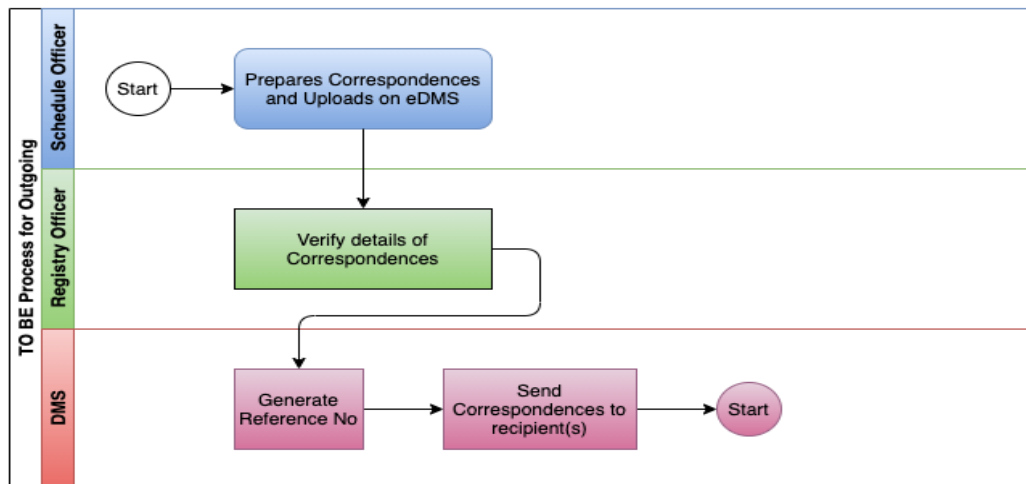 TO BE Process for Outgoing
Schedule Officer
Start
Prepares Correspondences
and Uploads on eDMS
Registry Officer
Verify details of
Correspondences
DMS
Generate
Reference No
Send
Correspondences to
recipient(s)
Start